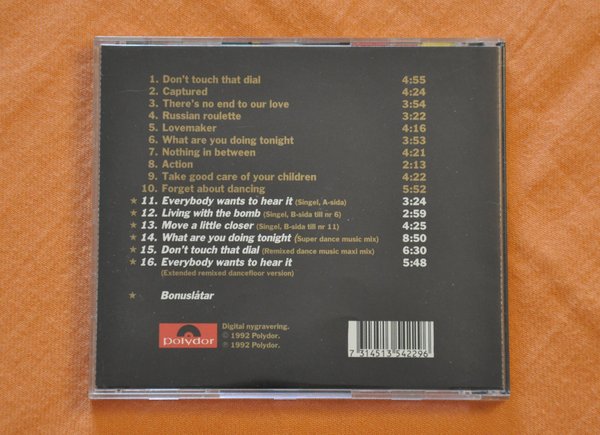 1. Don't touch that dial 4:55
2. Captured 4:24
3. There's no end to our love 3:54
4. Russian roulette 3:22
5. Lovemaker 4:16
6. What are you doing tonight 3:53
7. Nothing in between 4:21
8. Action 2:13
9. Take good care of your children 4:22
10. Forget about dancing 5:52
★ 11. Everybody wants to hear it (Singel, A-sida) 3:24
★ 12. Living with the bomb (Singel, B-sida till nr 6) 2:59
★ 13. Move a little closer (Singel, B-sida till nr 11) 4:25
★ 14. What are you doing tonight (Super dance music mix) 8:50
★ 15. Don't touch that dial (Remixed dance music maxi mix) 6:30
★ 16. Everybody wants to hear it 5:48
(Extended remixed dancefloor version)
★ Bonuslåtar
polydor
Digital nygravering.
© 1992 Polydor.
℗ 1992 Polydor.
7 314513 542296